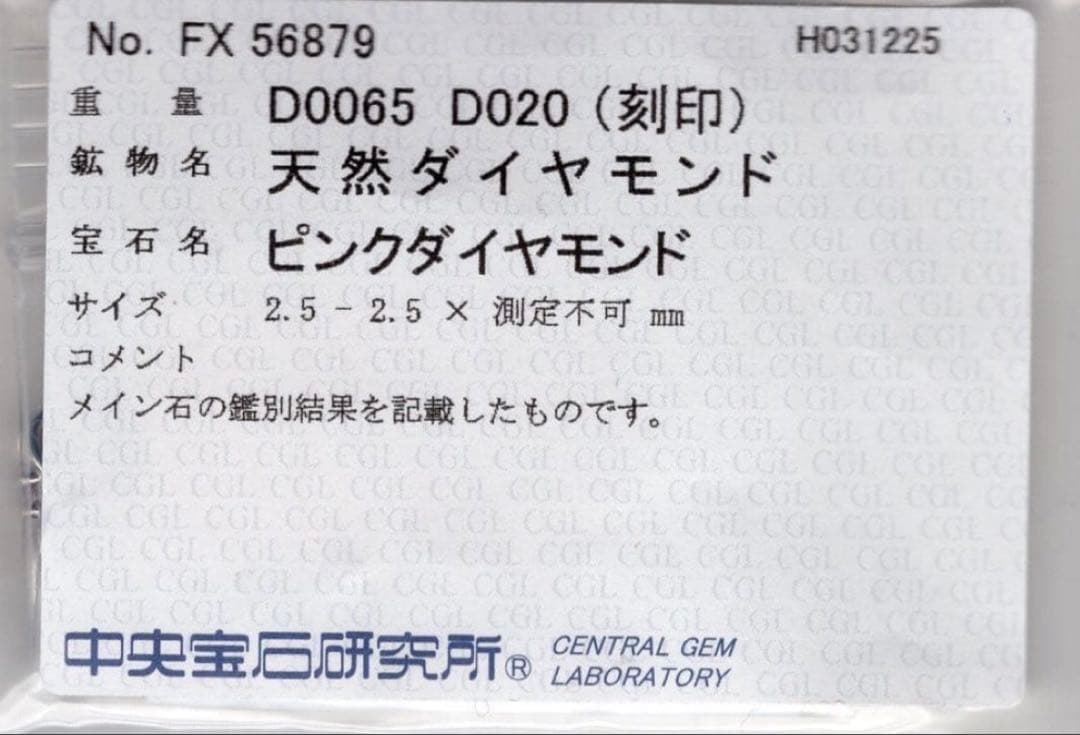 No. FX 56879 H031225
重量 D0065 D020 (刻印)
鉱物名 天然ダイヤモンド
宝石名 ピンクダイヤモンド
サイズ 2.5 - 2.5 × 測定不可 mm
コメント
メイン石の鑑別結果を記載したものです。
中央宝石研究所® CENTRAL GEM
LABORATORY